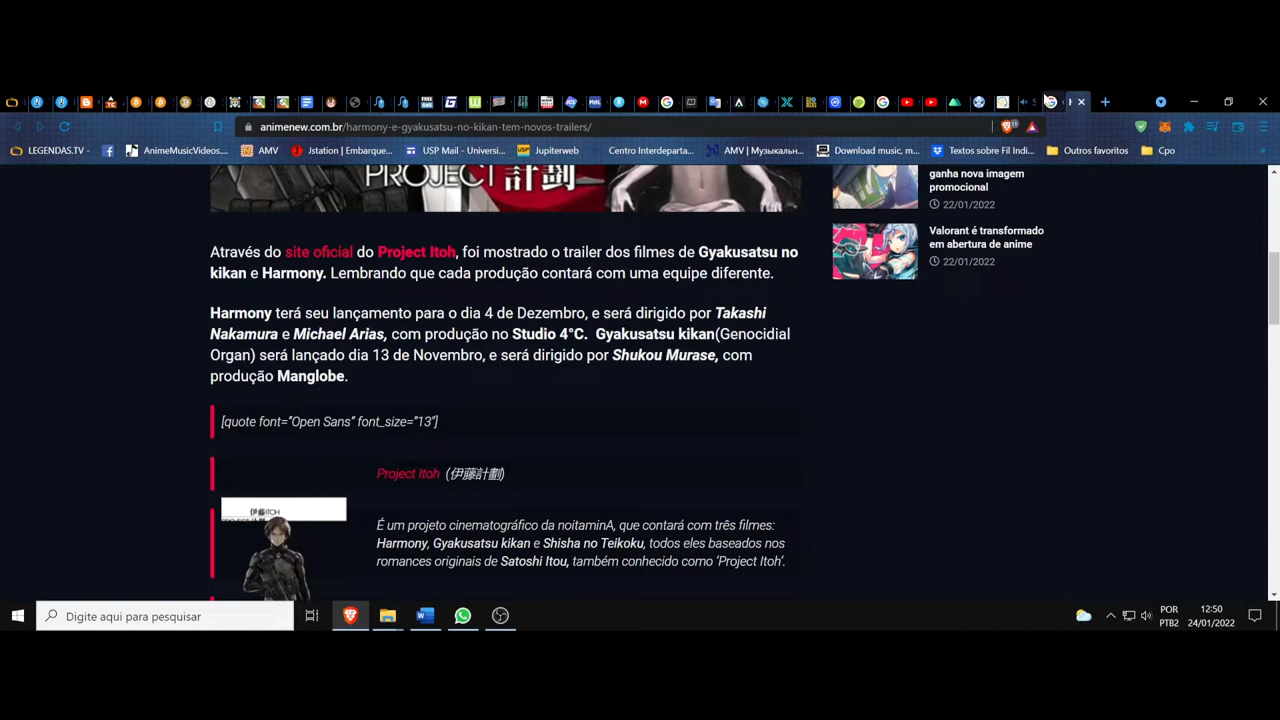 animenew.com.br/harmony-e-gyakusatsu-no-kikan-tem-novos-trailers/
LEGENDAS.TV -
AnimeMusicVideos...
AMV
Jstation | Embarque...
USP Mail - Universi...
Jupiterweb
Centro Interdeparta...
AMV | Музыкальн...
Download music, m...
Textos sobre Fil Indi...
Outros favoritos
Cpo
PROJECT 計劃
ganha nova imagem
promocional
22/01/2022
Valorant é transformado
em abertura de anime
22/01/2022
Através do site oficial do Project Itoh, foi mostrado o trailer dos filmes de Gyakusatsu no
kikan e Harmony. Lembrando que cada produção contará com uma equipe diferente.
Harmony terá seu lançamento para o dia 4 de Dezembro, e será dirigido por Takashi
Nakamura e Michael Arias, com produção no Studio 4°C. Gyakusatsu kikan(Genocidial
Organ) será lançado dia 13 de Novembro, e será dirigido por Shukou Murase, com
produção Manglobe.
[quote font="Open Sans" font_size="13"]
Project Itoh (伊藤計劃)
伊藤 ITOH
É um projeto cinematográfico da noitaminA, que contará com três filmes:
Harmony, Gyakusatsu kikan e Shisha no Teikoku, todos eles baseados nos
romances originais de Satoshi Itou, também conhecido como 'Project Itoh'.
Digite aqui para pesquisar
POR
PTB2
12:50
24/01/2022